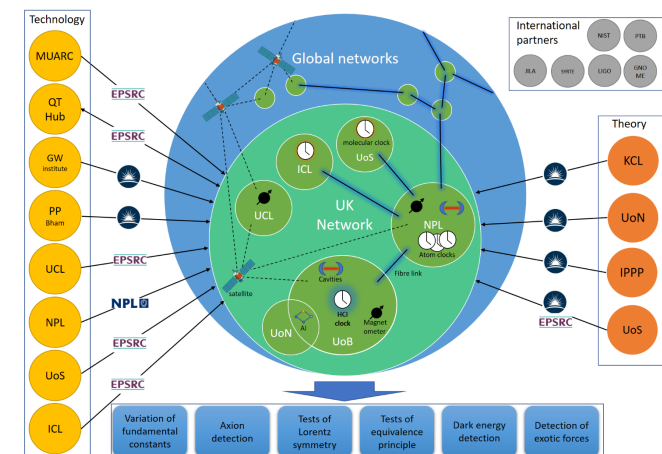 Technology
MUARC
QT
Hub
GW
institute
PP
Bham
UCL
NPL
UoS
ICL
EPSRC
EPSRC
EPSRC
NPL
EPSRC
EPSRC
Global networks
molecular clock
UoS
ICL
UCL
UK
Network
NPL
Atom clocks
Fibre link
satellite
Cavities
HCI
clock
Magnet
ometer
UoN
AI
UoB
International
partners
NIST
PTB
JILA
SYRTE
LIGO
GNO
ME
Theory
KCL
UoN
IPPP
UoS
EPSRC
Variation of
fundamental
constants
Axion
detection
Tests of
Lorentz
symmetry
Tests of
equivalence
principle
Dark energy
detection
Detection of
exotic forces